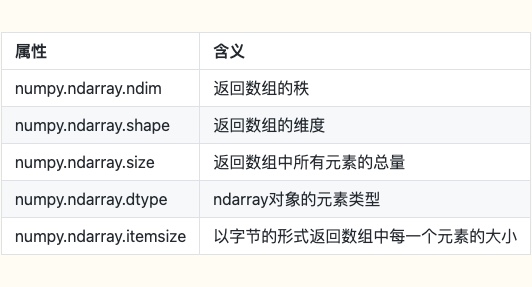 属性 含义
numpy.ndarray.ndim 返回数组的秩
numpy.ndarray.shape 返回数组的维度
numpy.ndarray.size 返回数组中所有元素的总量
numpy.ndarray.dtype ndarray对象的元素类型
numpy.ndarray.itemsize 以字节的形式返回数组中每一个元素的大小